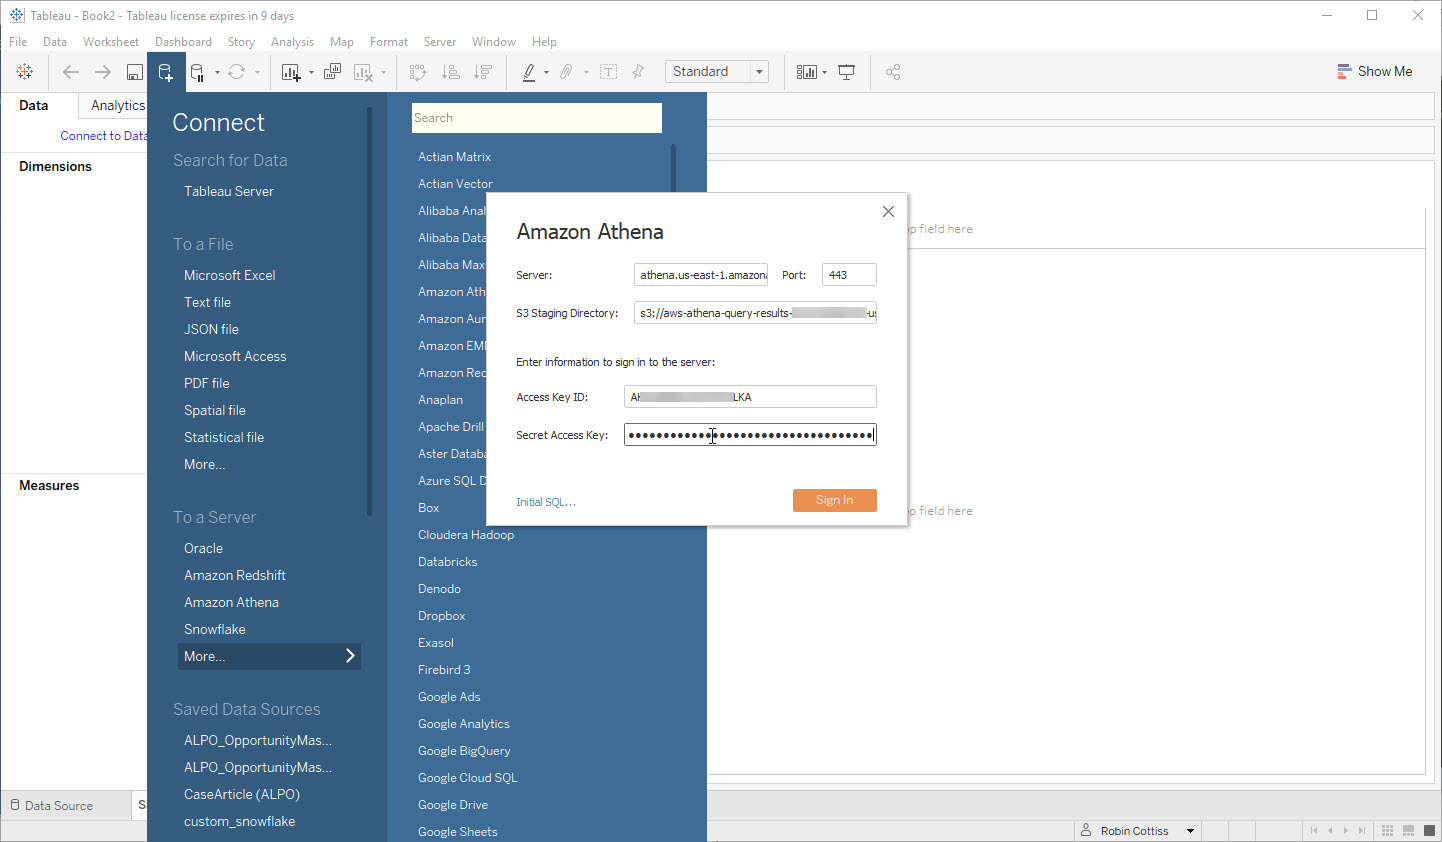 Tableau - Book2 - Tableau license expires in 9 days
File Data Worksheet Dashboard Story Analysis Map Format Server Window Help
Standard
Show Me
Data
Analytics
Connect to Data
Dimensions
Measures
Connect
Search for Data
Tableau Server
To a File
Microsoft Excel
Text file
JSON file
Microsoft Access
PDF file
Spatial file
Statistical file
More...
To a Server
Oracle
Amazon Redshift
Amazon Athena
Snowflake
More...
Saved Data Sources
ALPO_OpportunityMas...
ALPO_OpportunityMas...
CaseArticle (ALPO)
custom_snowflake
Search
Actian Matrix
Actian Vector
Alibaba Anal
Alibaba Data
Alibaba Max
Amazon Ath
Amazon Aur
Amazon EM
Amazon Red
Anaplan
Apache Drill
Aster Databa
Azure SQL D
Box
Cloudera Hadoop
Databricks
Denodo
Dropbox
Exasol
Firebird 3
Google Ads
Google Analytics
Google BigQuery
Google Cloud SQL
Google Drive
Google Sheets
Amazon Athena
Server: athena.us-east-1.amazona Port: 443
S3 Staging Directory: s3://aws-athena-query-results- -us
Enter information to sign in to the server:
Access Key ID: LKA
Secret Access Key:
Initial SQL...
Sign In
field here
field here
Data Source
Robin Cottiss